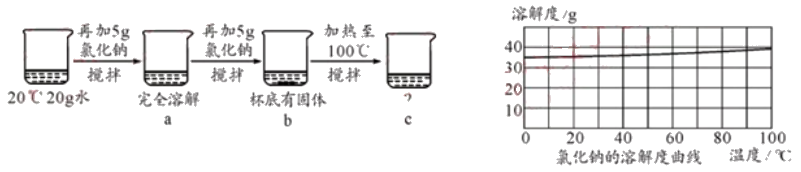 再加5g
氯化钠
搅拌
再加5g
氯化钠
搅拌
加热至
100℃
搅拌
20℃ 20g水
完全溶解
a
杯底有固体
b
?
c
溶解度/g
40
30
20
10
0 20 40 60 80 100
氯化钠的溶解度曲线 温度/℃